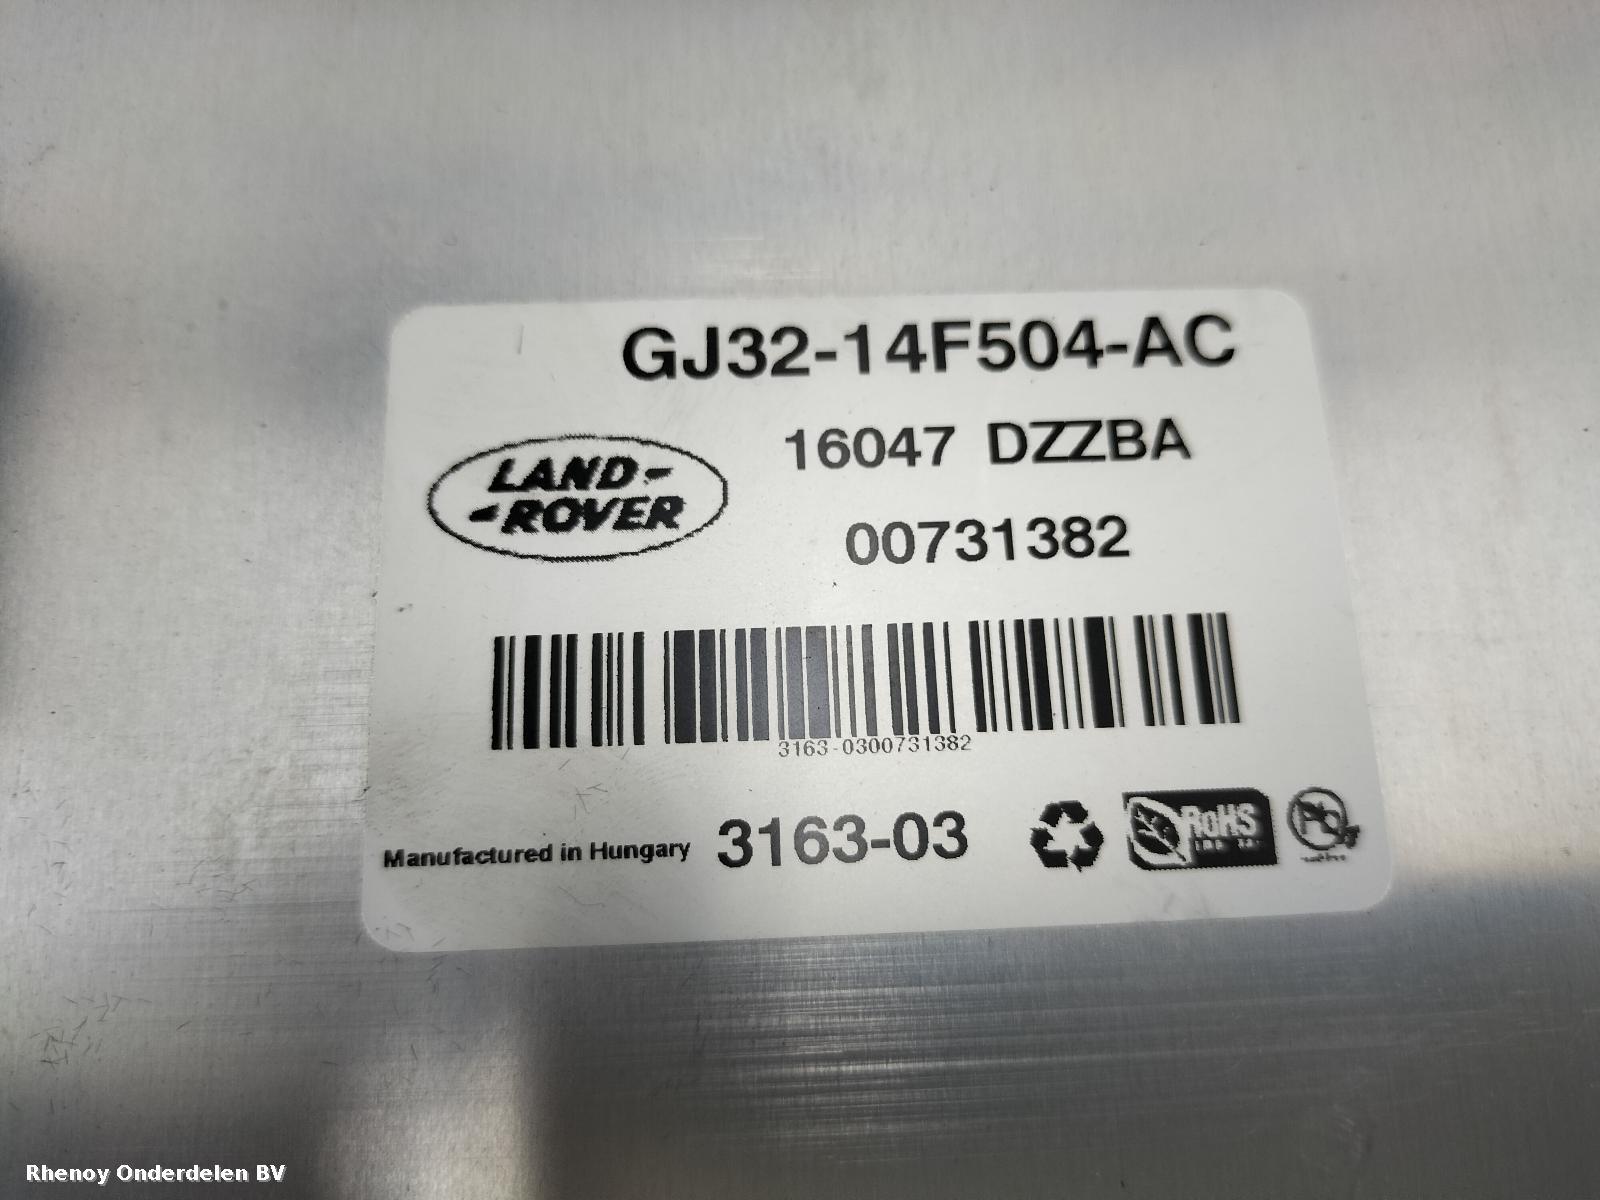 GJ32-14F504-AC
16047 DZZBA
LAND-
-ROVER
00731382
3163-0300731382
Manufactured in Hungary 3163-03
RoHS
Pb
Rhenoy Onderdelen BV